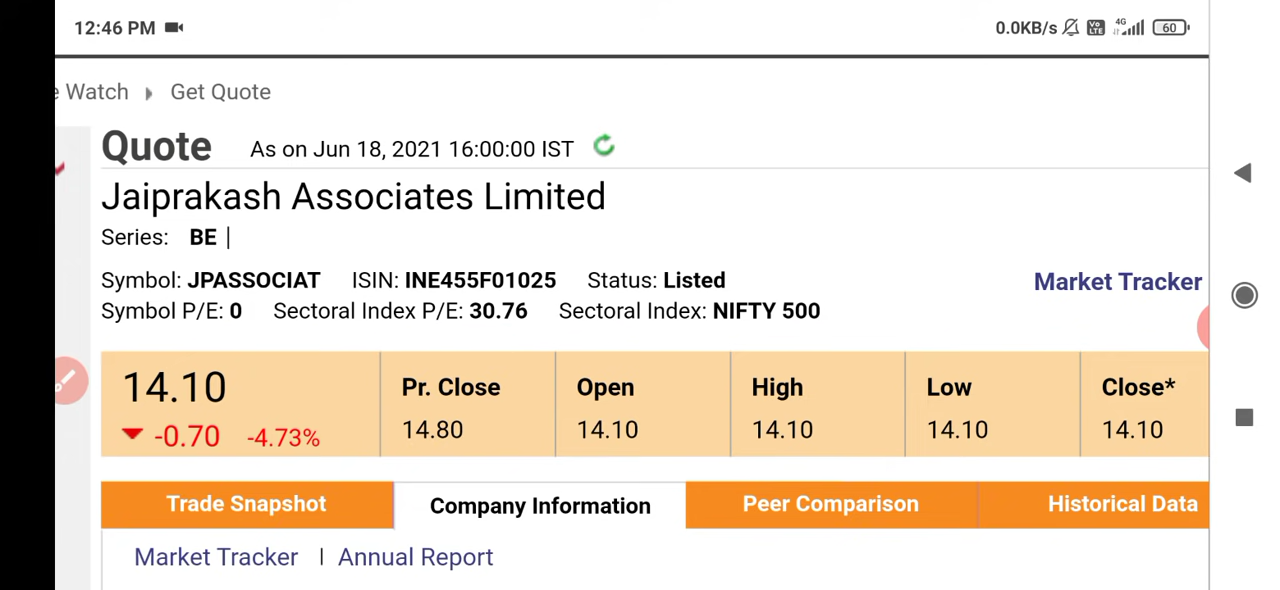 12:46 PM 0.0KB/s Vo LTE 4G 60
Watch Get Quote
Quote As on Jun 18, 2021 16:00:00 IST
Jaiprakash Associates Limited
Series: BE |
Symbol: JPASSOCIAT ISIN: INE455F01025 Status: Listed Market Tracker
Symbol P/E: 0 Sectoral Index P/E: 30.76 Sectoral Index: NIFTY 500
14.10 Pr. Close Open High Low Close*
-0.70 -4.73% 14.80 14.10 14.10 14.10 14.10
Trade Snapshot Company Information Peer Comparison Historical Data
Market Tracker | Annual Report